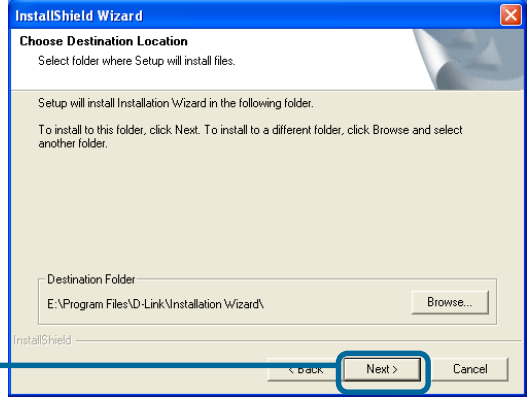 InstallShield Wizard
Choose Destination Location
Select folder where Setup will install files.
Setup will install Installation Wizard in the following folder.
To install to this folder, click Next. To install to a different folder, click Browse and select
another folder.
Destination Folder
E:\Program Files\D-Link\Installation Wizard\
Browse...
InstallShield
< Back
Next >
Cancel